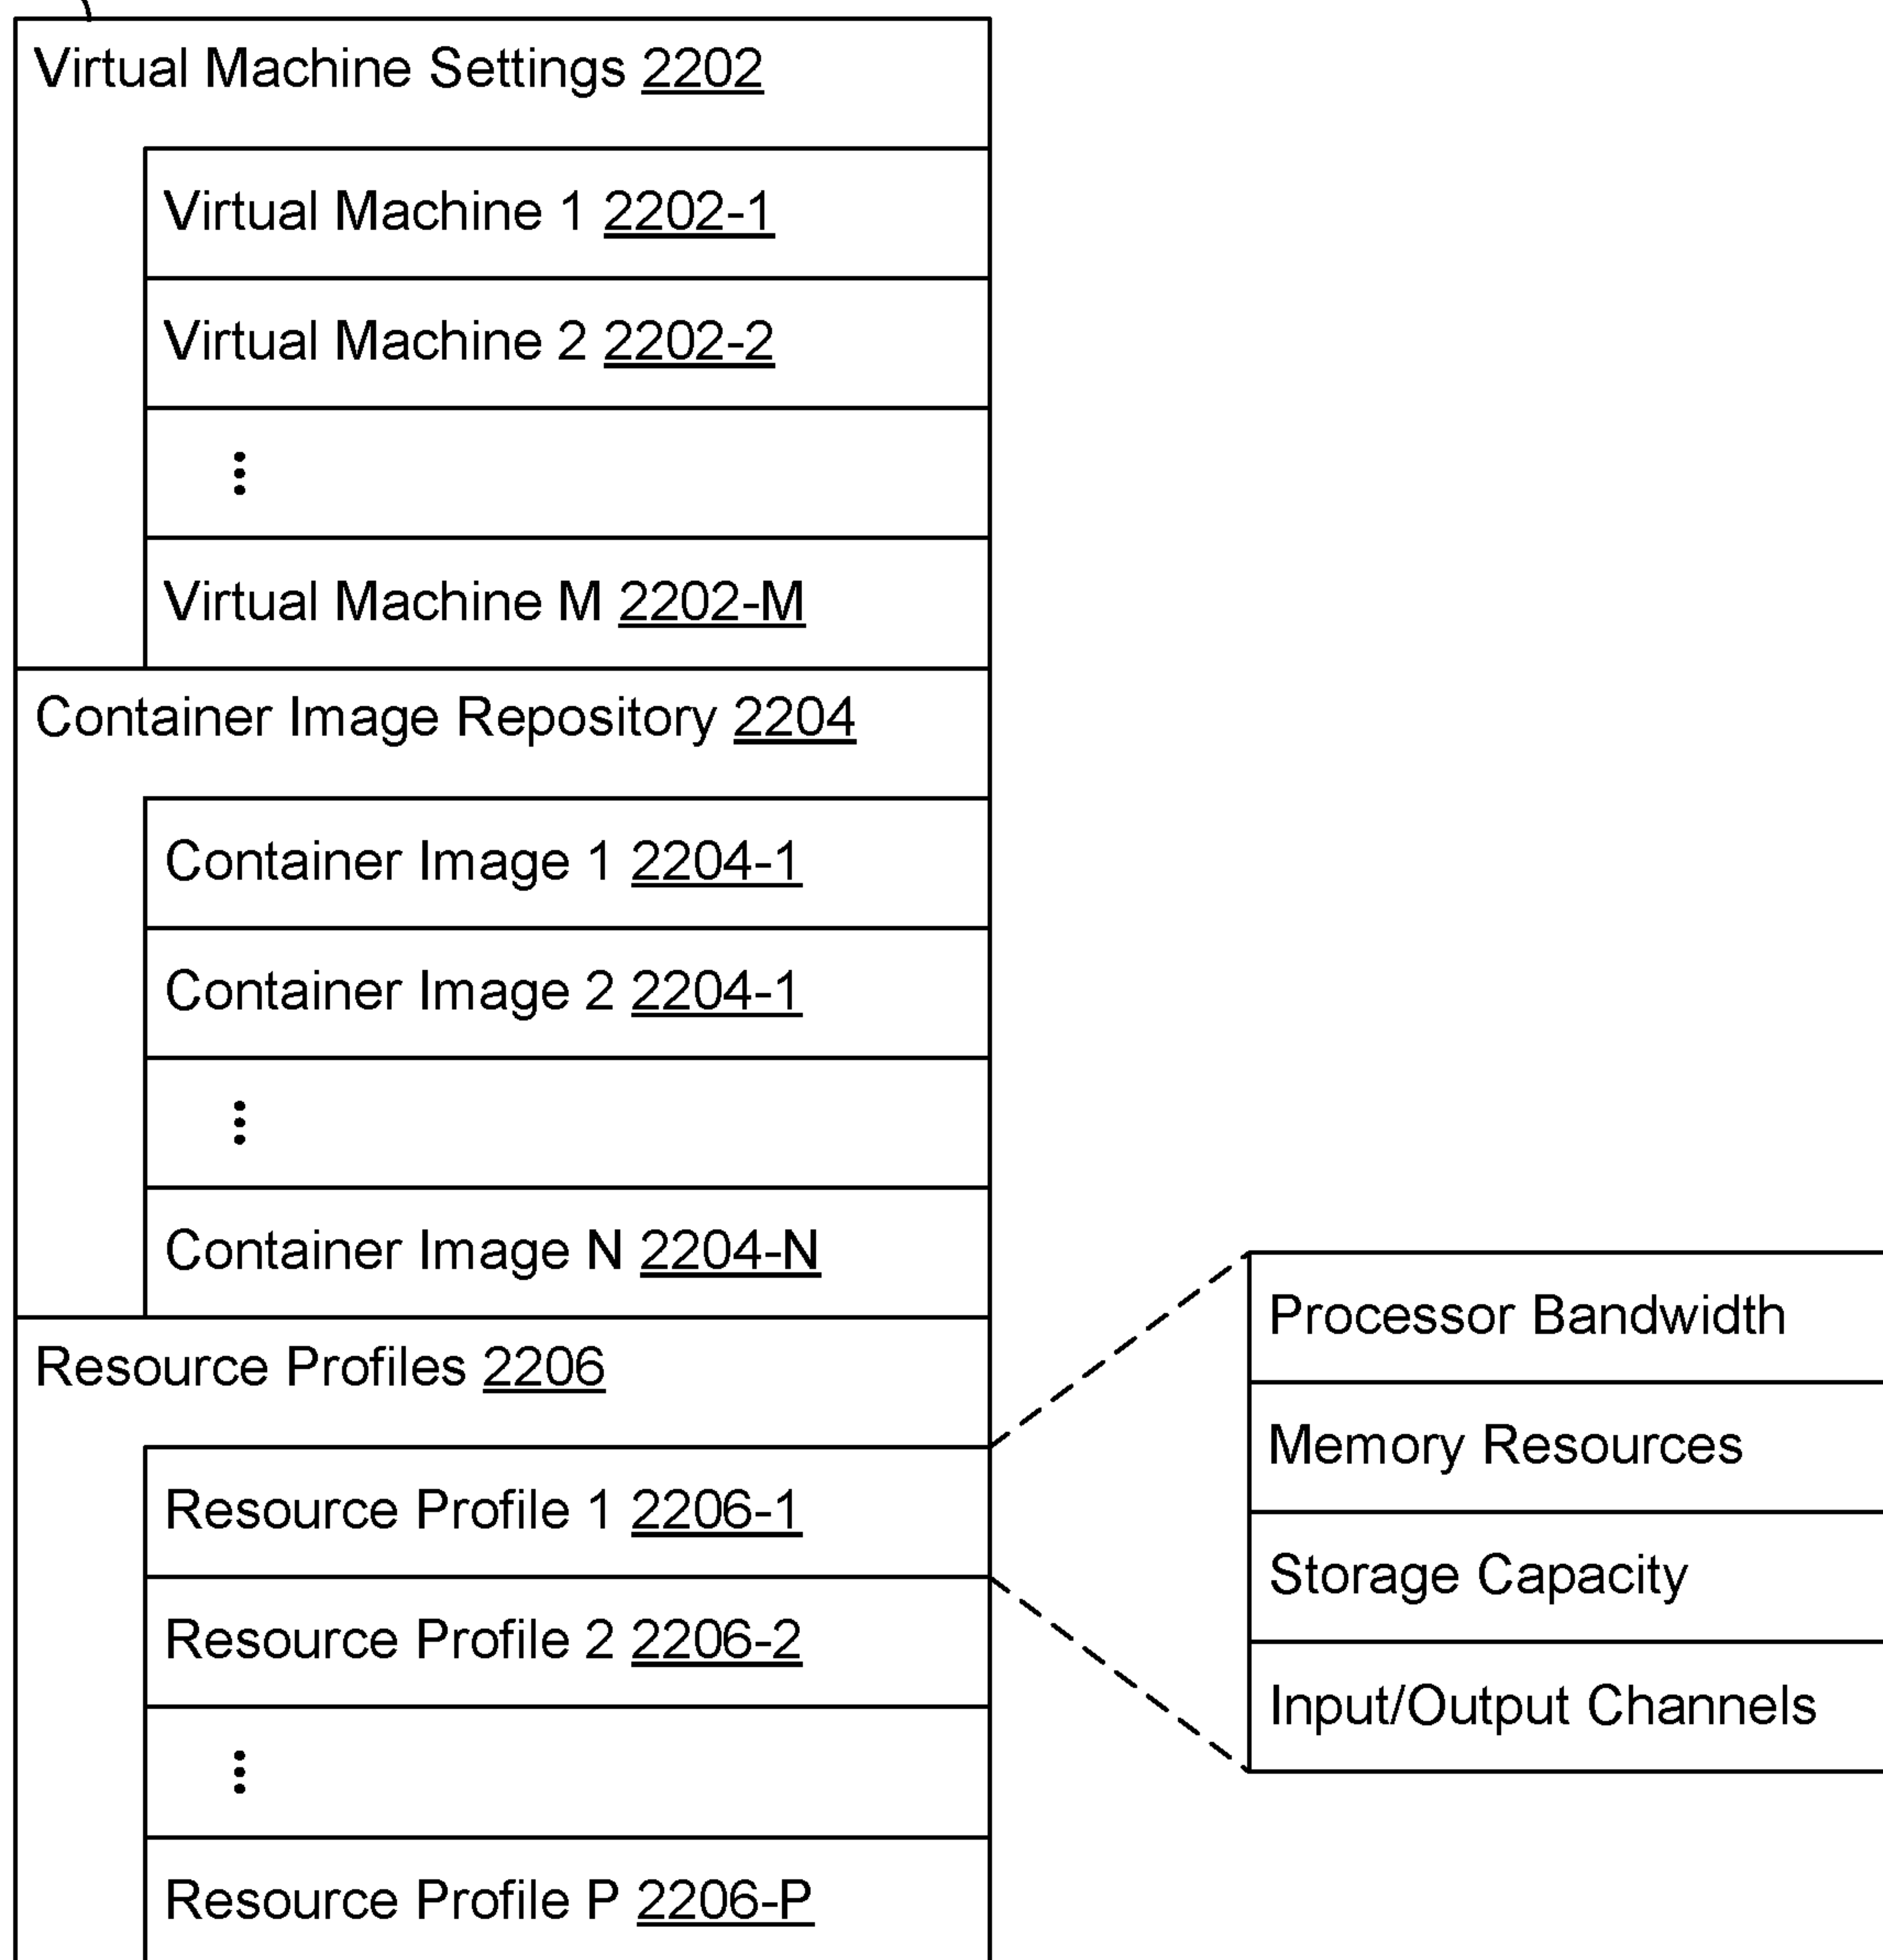 Virtual Machine Settings 2202
Virtual Machine 1 2202-1
Virtual Machine 2 2202-2
Virtual Machine M 2202-M
Container Image Repository 2204
Container Image 1 2204-1
Container Image 2 2204-1
Container Image N 2204-N
Resource Profiles 2206
Resource Profile 1 2206-1
Resource Profile 2 2206-2
Resource Profile P 2206-P
Processor Bandwidth
Memory Resources
Storage Capacity
Input/Output Channels